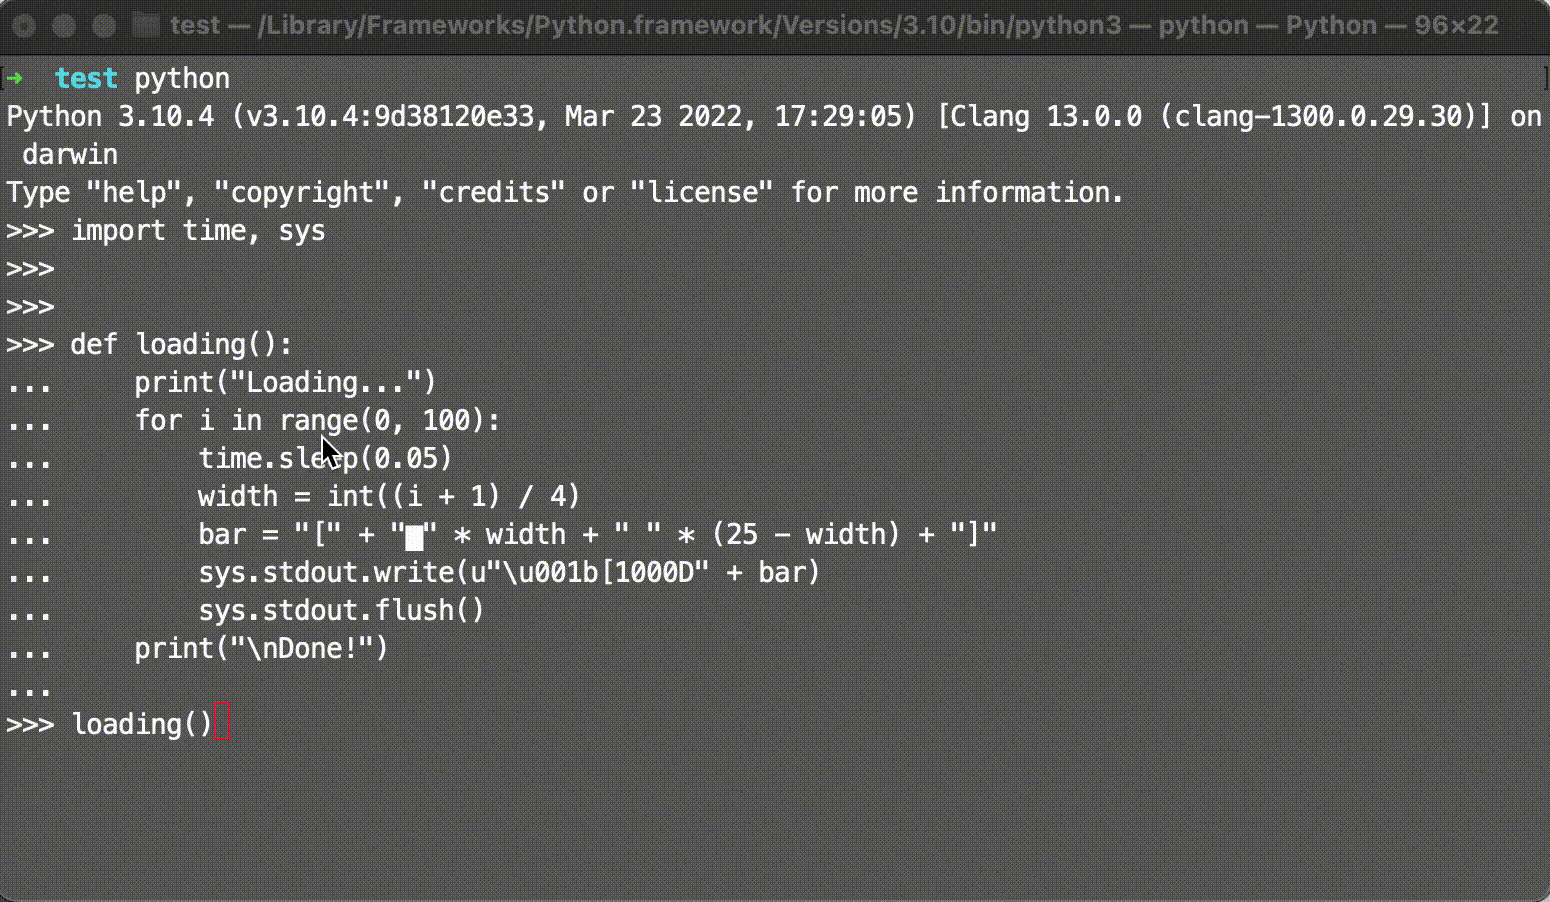 test — /Library/Frameworks/Python.framework/Versions/3.10/bin/python3 — python — Python — 96×22
➜  test python
Python 3.10.4 (v3.10.4:9d38120e33, Mar 23 2022, 17:29:05) [Clang 13.0.0 (clang-1300.0.29.30)] on
 darwin
Type "help", "copyright", "credits" or "license" for more information.
>>> import time, sys
>>>
>>>
>>> def loading():
...     print("Loading...")
...     for i in range(0, 100):
...         time.sleep(0.05)
...         width = int((i + 1) / 4)
...         bar = "[" + "▆" * width + " " * (25 - width) + "]"
...         sys.stdout.write(u"\u001b[1000D" + bar)
...         sys.stdout.flush()
...     print("\nDone!")
...
>>> loading()